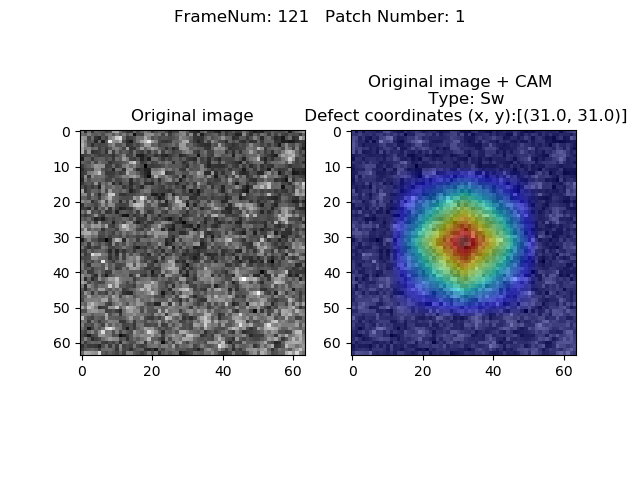 FrameNum: 121   Patch Number: 1
Original image
Original image + CAM
Type: Sw
Defect coordinates (x, y):[(31.0, 31.0)]
0
10
20
30
40
50
60
0 20 40 60
0
10
20
30
40
50
60
0 20 40 60